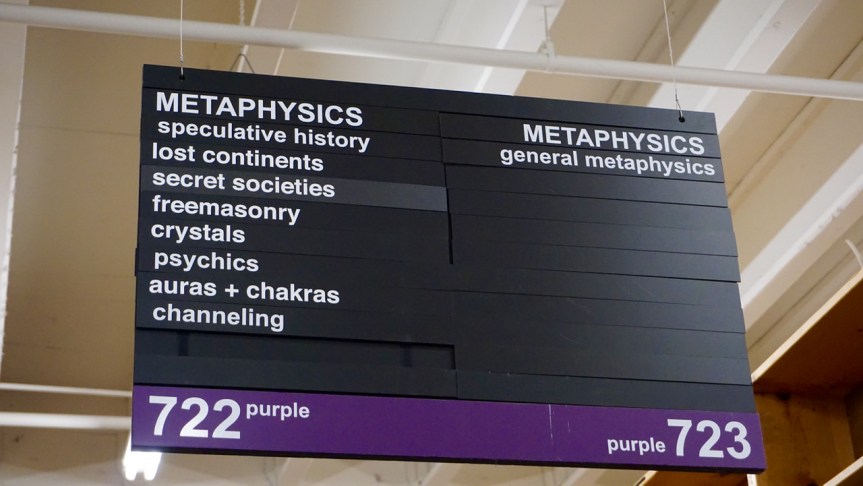 METAPHYSICS
speculative history
lost continents
secret societies
freemasonry
crystals
psychics
auras + chakras
channeling
722 purple
METAPHYSICS
general metaphysics
purple 723